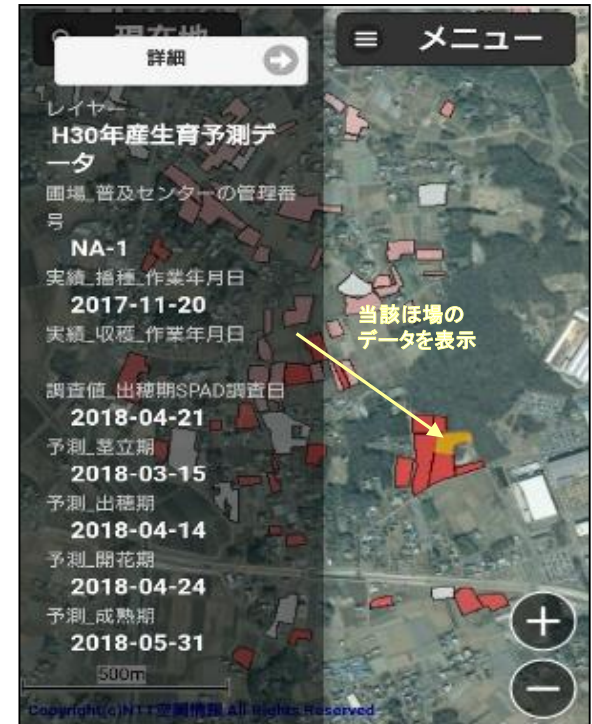 現在地
メニュー
詳細
レイヤー
H30年産生育予測デ
ータ
圃場_普及センターの管理番
号
NA-1
実績_播種_作業年月日
2017-11-20
実績_収穫_作業年月日
当該ほ場の
データを表示
調査値_出穂期SPAD調査日
2018-04-21
予測_茎立期
2018-03-15
予測_出穂期
2018-04-14
予測_開花期
2018-04-24
予測_成熟期
2018-05-31
500m
Copyright(c)NTT空間情報 All Rights Reserved